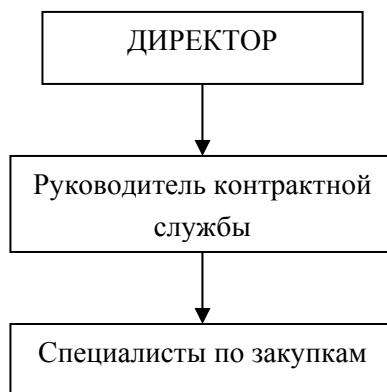 ДИРЕКТОР
Руководитель контрактной
службы
Специалисты по закупкам